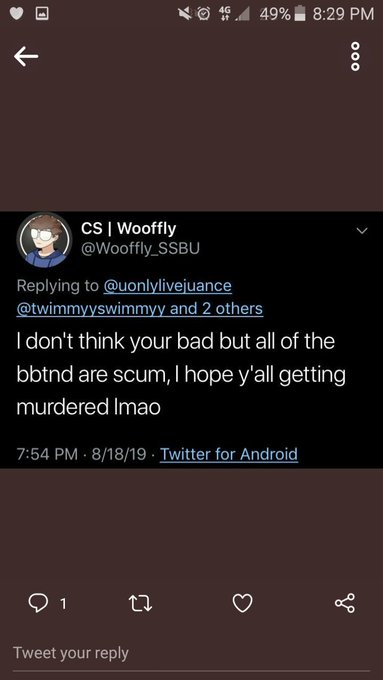 4G 49% 8:29 PM
CS | Wooffly
@Wooffly_SSBU
Replying to @uonlylivejuance
@twimmyyswimmyy and 2 others
I don't think your bad but all of the
bbtnd are scum, I hope y'all getting
murdered lmao
7:54 PM · 8/18/19 · Twitter for Android
1
Tweet your reply